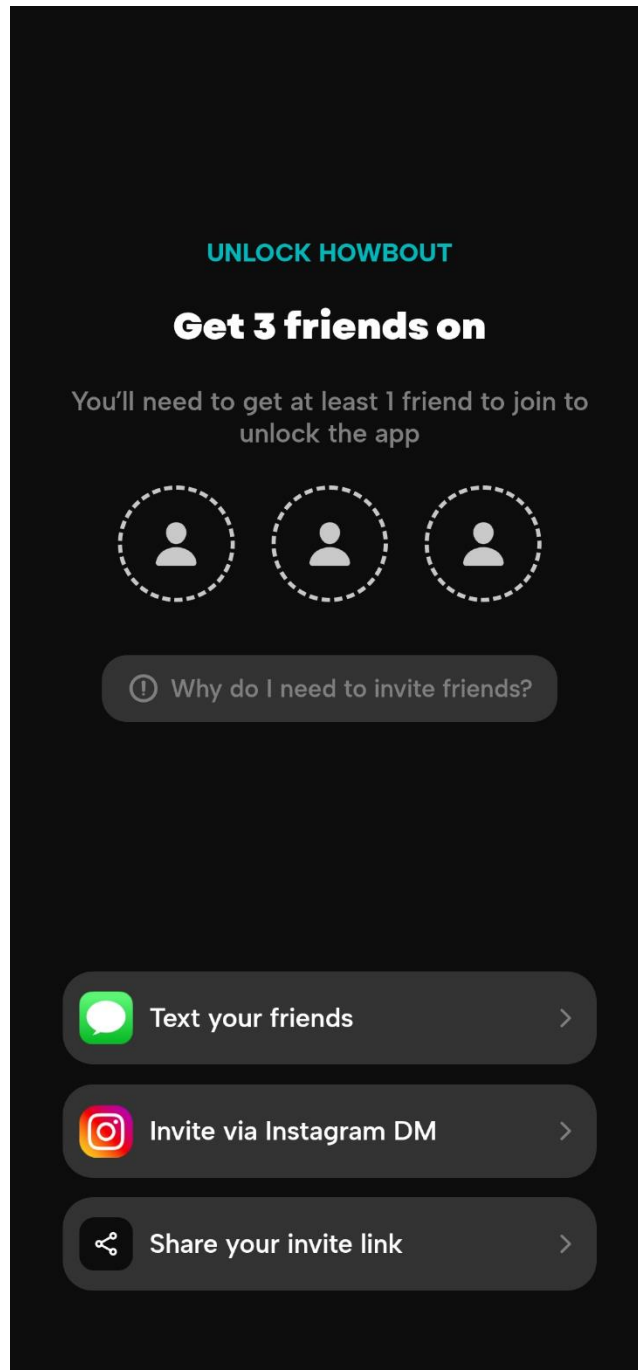 UNLOCK HOWBOUT
Get 3 friends on
You'll need to get at least 1 friend to join to
unlock the app
Why do I need to invite friends?
Text your friends
Invite via Instagram DM
Share your invite link